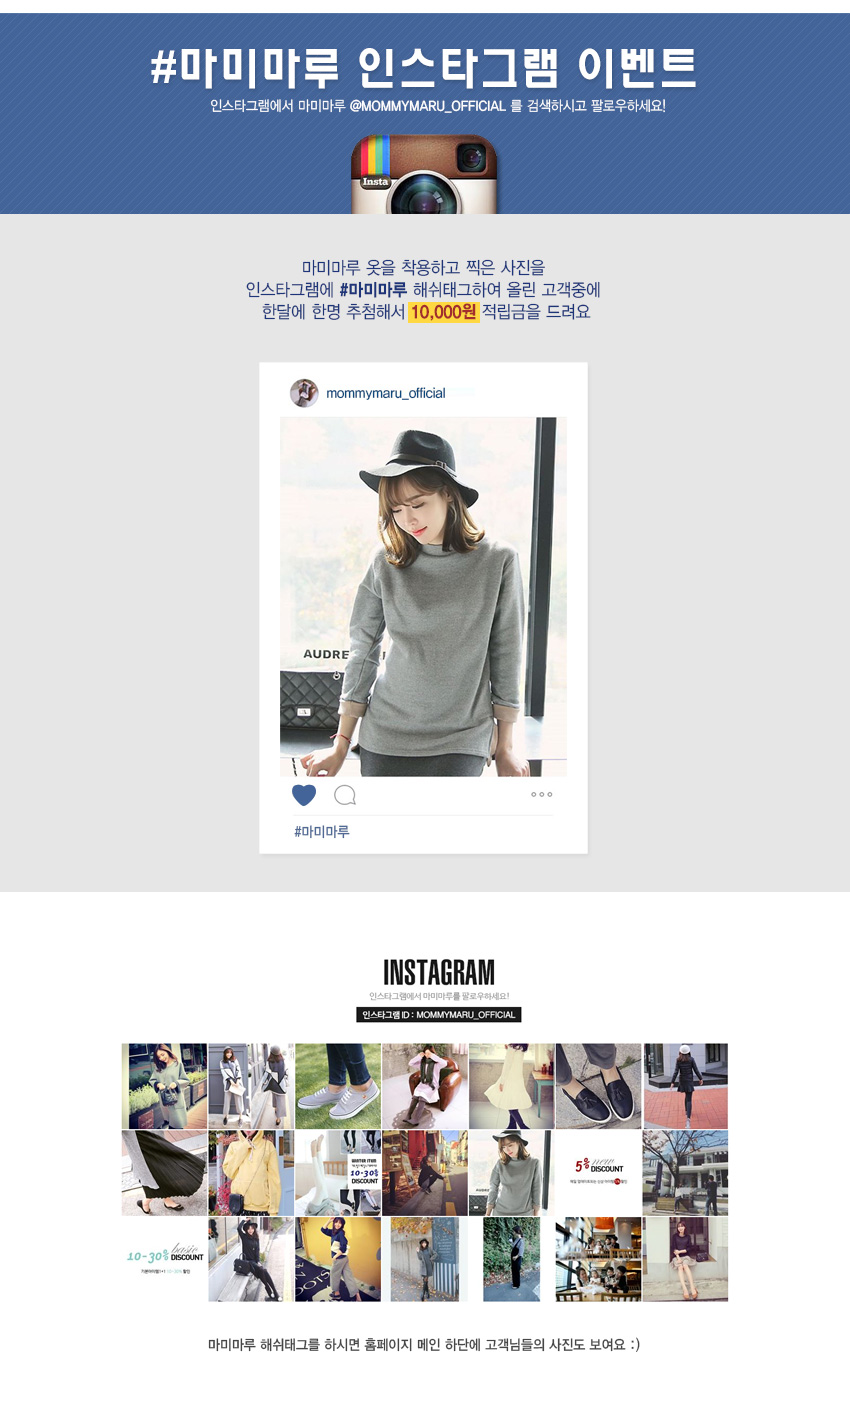 #마미마루 인스타그램 이벤트
인스타그램에서 마미마루 @MOMMYMARU_OFFICIAL 를 검색하시고 팔로우하세요!
Insta
마미마루 옷을 착용하고 찍은 사진을
인스타그램에 #마미마루 해쉬태그하여 올린 고객중에
한달에 한명 추첨해서 10,000원 적립금을 드려요
mommymaru_official
AUDRE
#마미마루
INSTAGRAM
인스타그램에서 마미마루를 팔로우하세요!
인스타그램 ID : MOMMYMARU_OFFICIAL
WINTER ITEM
10-30%
DISCOUNT
5% new
DISCOUNT
10-30% basic
DISCOUNT
마미마루 해쉬태그를 하시면 홈페이지 메인 하단에 고객님들의 사진도 보여요 :)